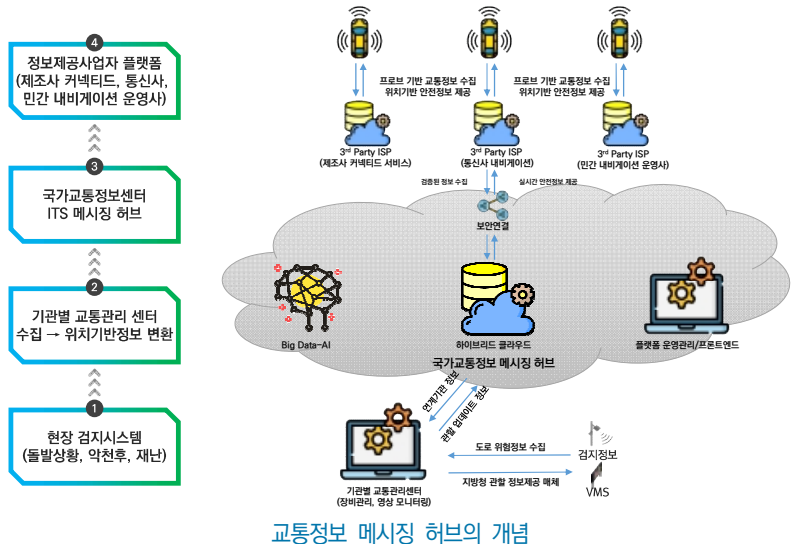 4
정보제공사업자 플랫폼
(제조사 커넥티드, 통신사,
민간 내비게이션 운영사)
3
국가교통정보센터
ITS 메시징 허브
2
기관별 교통관리 센터
수집 → 위치기반정보 변환
1
현장 검지시스템
(돌발상황, 악천후, 재난)
프로브 기반 교통정보 수집
위치기반 안전정보 제공
프로브 기반 교통정보 수집
위치기반 안전정보 제공
3rd Party ISP
(제조사 커넥티드 서비스)
3rd Party ISP
(통신사 내비게이션)
3rd Party ISP
(민간 내비게이션 운영사)
검증된 정보 수집
실시간 안전정보 제공
보안연결
Big Data-AI
하이브리드 클라우드
플랫폼 운영관리/프론트엔드
국가교통정보 메시징 허브
연계기관 정보
관할 업데이트 정보
도로 위험정보 수집
검지정보
지방청 관할 정보제공 매체
VMS
기관별 교통관리센터
(장비관리, 영상 모니터링)
교통정보 메시징 허브의 개념